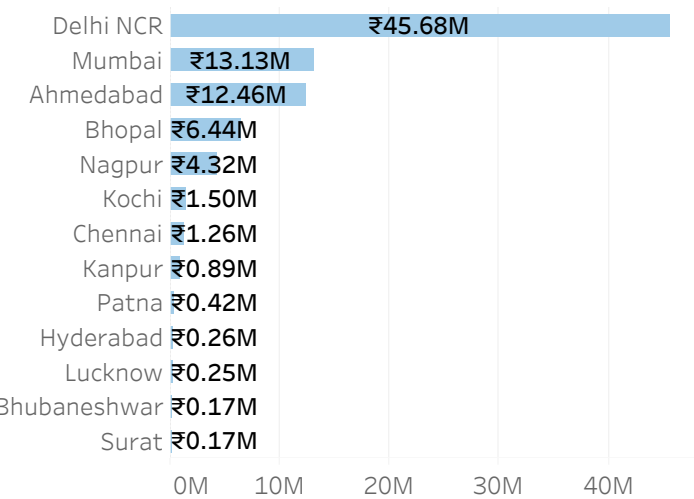 Delhi NCR ₹45.68M
Mumbai ₹13.13M
Ahmedabad ₹12.46M
Bhopal ₹6.44M
Nagpur ₹4.32M
Kochi ₹1.50M
Chennai ₹1.26M
Kanpur ₹0.89M
Patna ₹0.42M
Hyderabad ₹0.26M
Lucknow ₹0.25M
Bhubaneshwar ₹0.17M
Surat ₹0.17M
0M 10M 20M 30M 40M